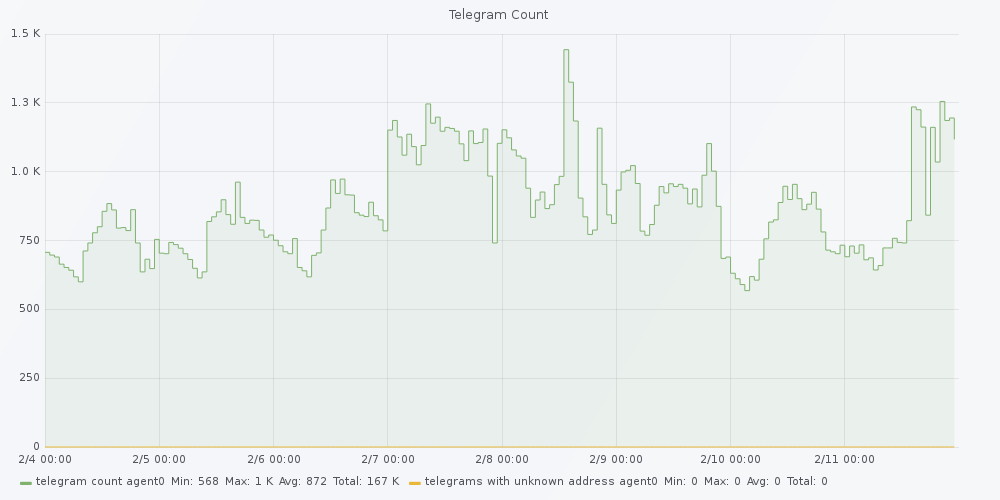 Telegram Count
1.5 K
1.3 K
1.0 K
750
500
250
0
2/4 00:00 2/5 00:00 2/6 00:00 2/7 00:00 2/8 00:00 2/9 00:00 2/10 00:00 2/11 00:00
telegram count agent0 Min: 568 Max: 1 K Avg: 872 Total: 167 K telegrams with unknown address agent0 Min: 0 Max: 0 Avg: 0 Total: 0